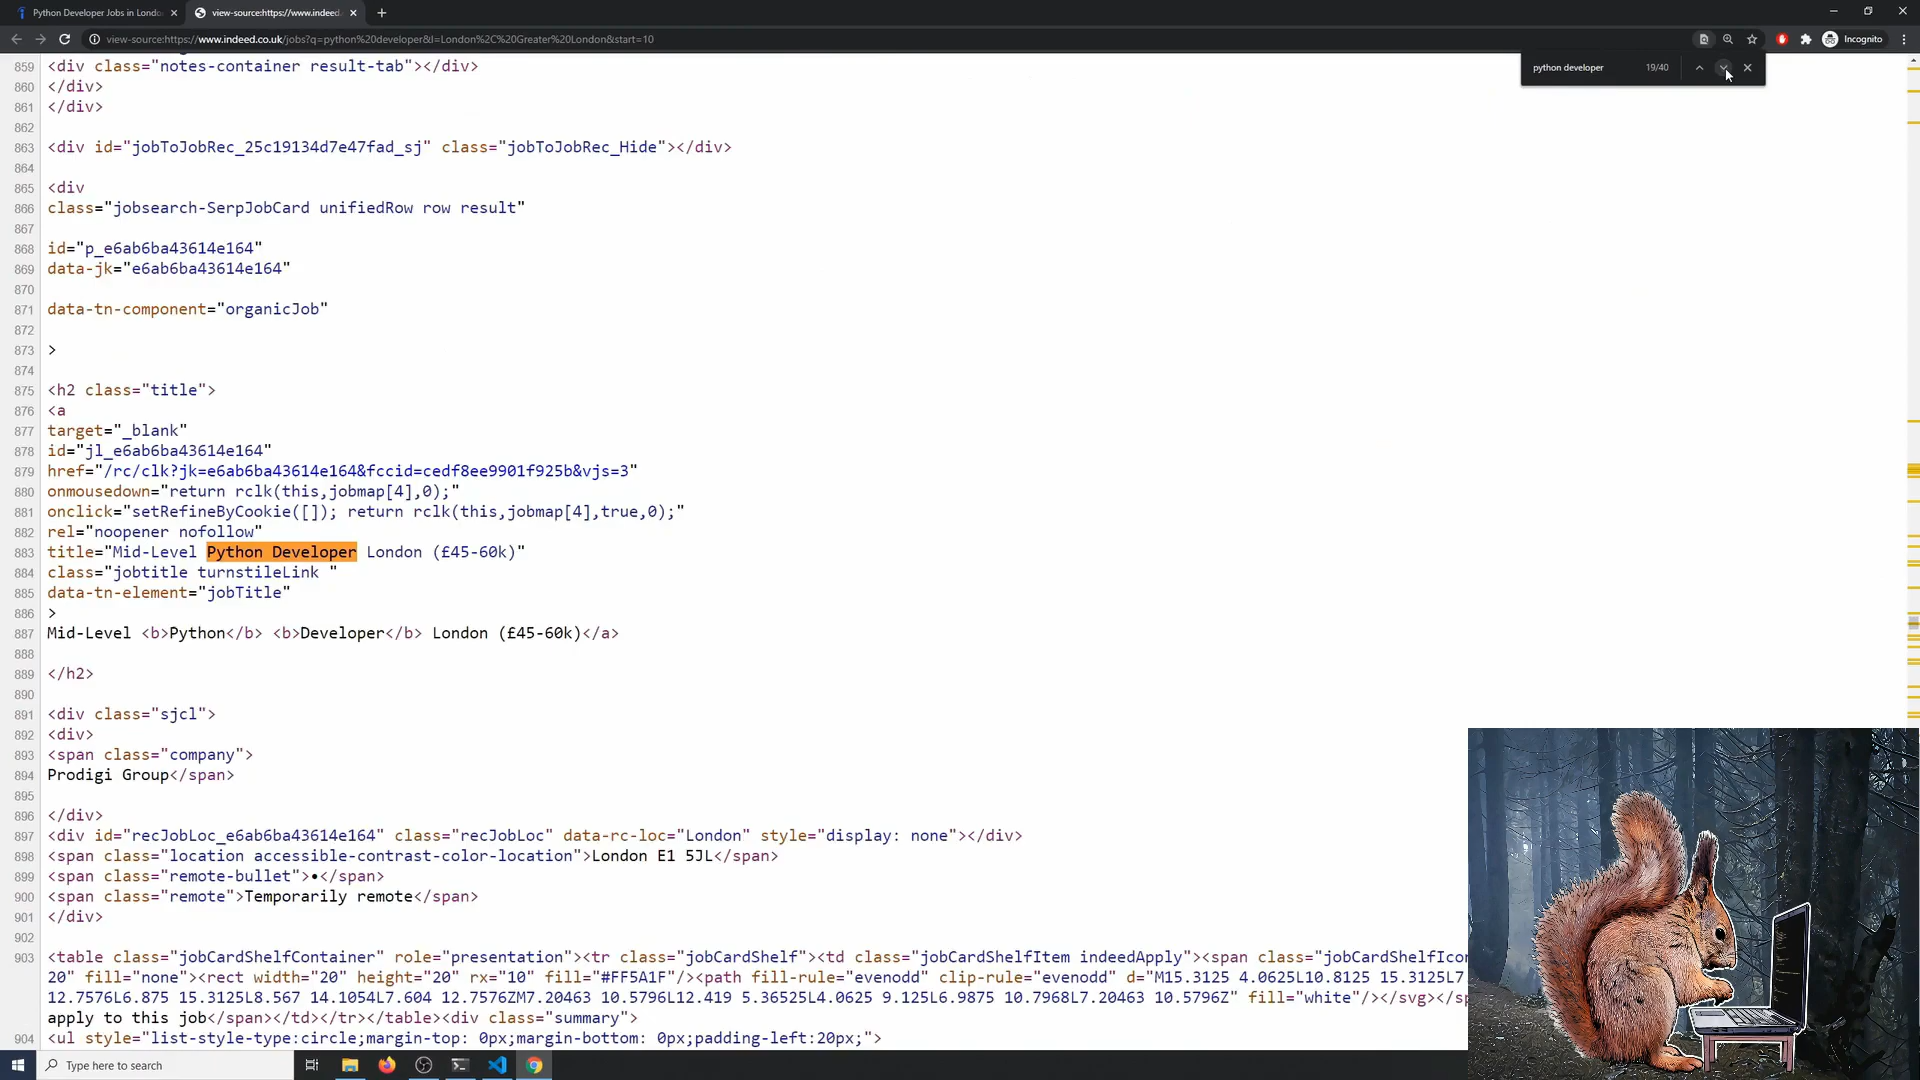 Python Developer Jobs in Londo
view-source:https://www.indeed.
view-source:https://www.indeed.co.uk/jobs?q=python%20developer&l=London%2C%20Greater%20London&start=10
Incognito
python developer 19/40
859 <div class="notes-container result-tab"></div>
860 </div>
861 </div>
862
863 <div id="jobToJobRec_25c19134d7e47fad_sj" class="jobToJobRec_Hide"></div>
864
865 <div
866 class="jobsearch-SerpJobCard unifiedRow row result"
867
868 id="p_e6ab6ba43614e164"
869 data-jk="e6ab6ba43614e164"
870
871 data-tn-component="organicJob"
872
873 >
874
875 <h2 class="title">
876 <a
877 target="_blank"
878 id="jl_e6ab6ba43614e164"
879 href="/rc/clk?jk=e6ab6ba43614e164&fccid=cedf8ee9901f925b&vjs=3"
880 onmousedown="return rclk(this,jobmap[4],0);"
881 onclick="setRefineByCookie([]); return rclk(this,jobmap[4],true,0);"
882 rel="noopener nofollow"
883 title="Mid-Level Python Developer London (£45-60k)"
884 class="jobtitle turnstileLink "
885 data-tn-element="jobTitle"
886 >
887 Mid-Level <b>Python</b> <b>Developer</b> London (£45-60k)</a>
888
889 </h2>
890
891 <div class="sjcl">
892 <div>
893 <span class="company">
894 Prodigi Group</span>
895
896 </div>
897 <div id="recJobLoc_e6ab6ba43614e164" class="recJobLoc" data-rc-loc="London" style="display: none"></div>
898 <span class="location accessible-contrast-color-location">London E1 5JL</span>
899 <span class="remote-bullet">•</span>
900 <span class="remote">Temporarily remote</span>
901 </div>
902
903 <table class="jobCardShelfContainer" role="presentation"><tr class="jobCardShelf"><td class="jobCardShelfItem indeedApply"><span class="jobCardShelfIcor
20" fill="none"><rect width="20" height="20" rx="10" fill="#FF5A1F"/><path fill-rule="evenodd" clip-rule="evenodd" d="M15.3125 4.0625L10.8125 15.3125L7
12.7576L6.875 15.3125L8.567 14.1054L7.604 12.7576ZM7.20463 10.5796L12.419 5.36525L4.0625 9.125L6.9875 10.7968L7.20463 10.5796Z" fill="white"/></svg></sp
apply to this job</span></td></tr></table><div class="summary">
904 <ul style="list-style-type:circle;margin-top: 0px;margin-bottom: 0px;padding-left:20px;">
Type here to search